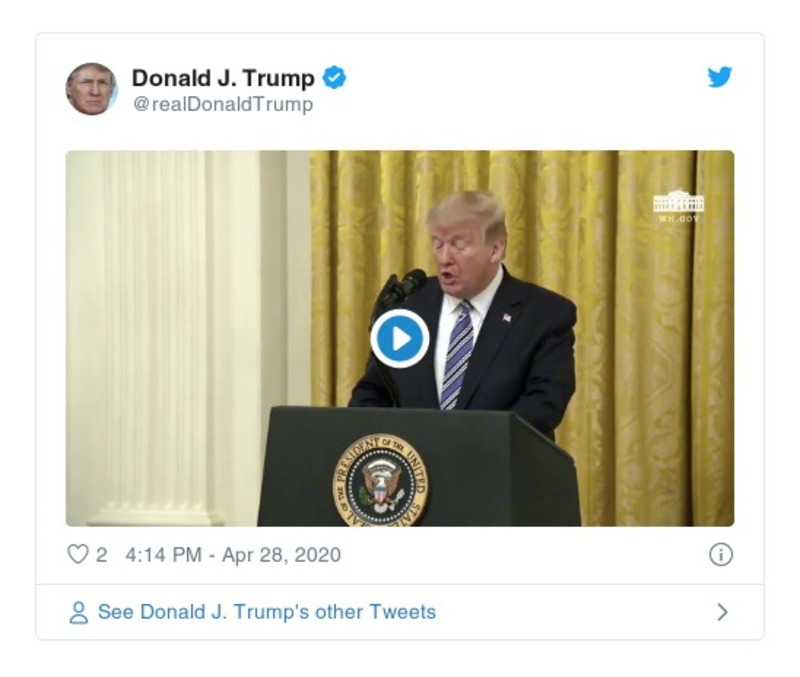 Donald J. Trump
@realDonaldTrump
WH.GOV
SEAL OF THE PRESIDENT OF THE UNITED STATES
2 4:14 PM - Apr 28, 2020
See Donald J. Trump's other Tweets